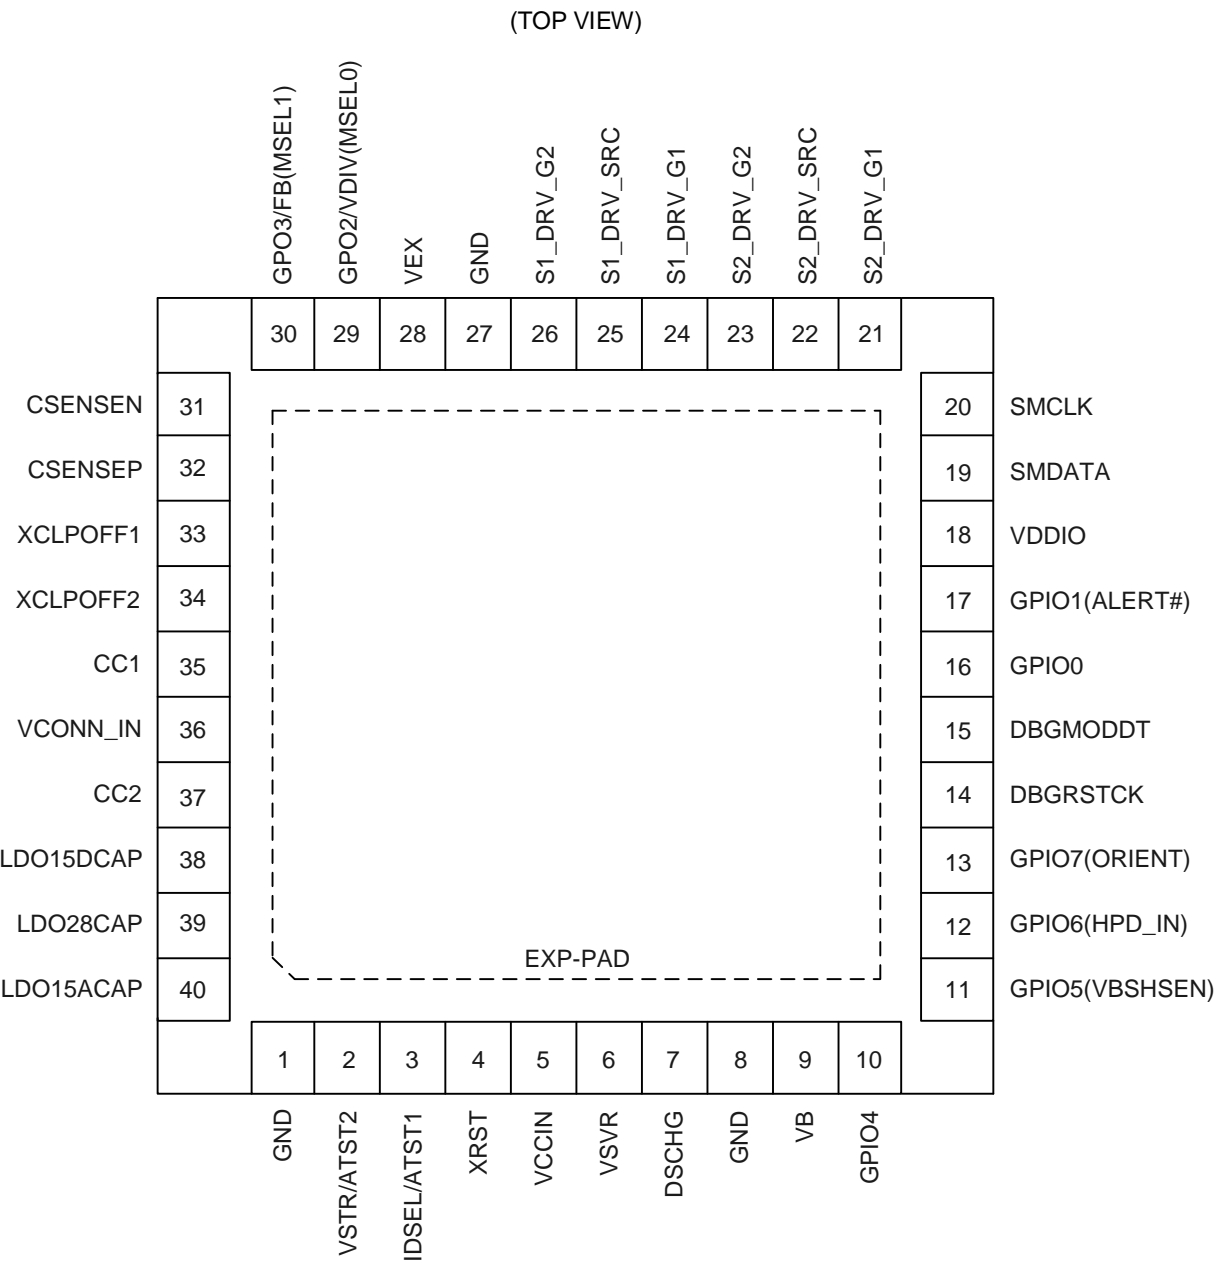 (TOP VIEW)
GPO3/FB(MSEL1)
GPO2/VDIV(MSEL0)
VEX
GND
S1_DRV_G2
S1_DRV_SRC
S1_DRV_G1
S2_DRV_G2
S2_DRV_SRC
S2_DRV_G1
30
29
28
27
26
25
24
23
22
21
CSENSEN 31
20 SMCLK
CSENSEP 32
19 SMDATA
XCLPOFF1 33
18 VDDIO
XCLPOFF2 34
17 GPIO1(ALERT#)
CC1 35
16 GPIO0
VCONN_IN 36
15 DBGMODDT
CC2 37
14 DBGRSTCK
LDO15DCAP 38
13 GPIO7(ORIENT)
LDO28CAP 39
12 GPIO6(HPD_IN)
EXP-PAD
LDO15ACAP 40
11 GPIO5(VBSHSEN)
1
2
3
4
5
6
7
8
9
10
GND
VSTR/ATST2
IDSEL/ATST1
XRST
VCCIN
VSVR
DSCHG
GND
VB
GPIO4